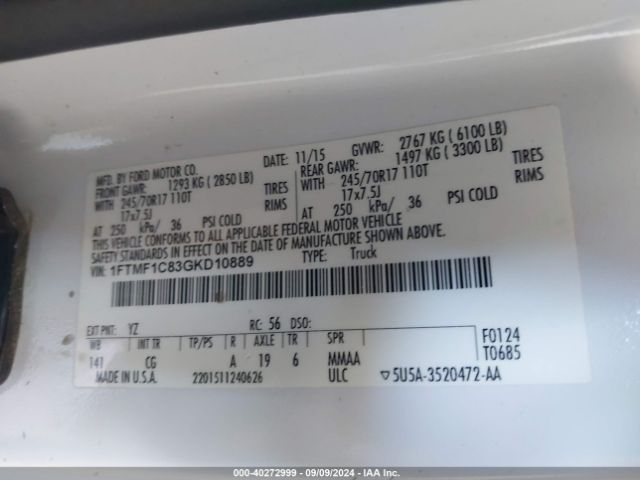 MFD. BY FORD MOTOR CO.
DATE: 11/15 GVWR: 2767 KG ( 6100 LB)
FRONT GAWR: 1293 KG ( 2850 LB) REAR GAWR: 1497 KG ( 3300 LB)
WITH 245/70R17 110T TIRES WITH 245/70R17 110T TIRES
17x7.5J RIMS 17x7.5J RIMS
AT 250 kPa/ 36 PSI COLD AT 250 kPa/ 36 PSI COLD
THIS VEHICLE CONFORMS TO ALL APPLICABLE FEDERAL MOTOR VEHICLE
SAFETY STANDARDS IN EFFECT ON THE DATE OF MANUFACTURE SHOWN ABOVE.
VIN: 1FTMF1C83GKD10889 TYPE: Truck
EXT PNT: YZ RC: 56 DSO:
WB INT TR TP/PS R AXLE TR SPR F0124
141 CG A 19 6 MMAA T0685
MADE IN U.S.A. 2201511240626 ULC ▽5U5A-3520472-AA
000-40272999 - 09/09/2024 - IAA Inc.